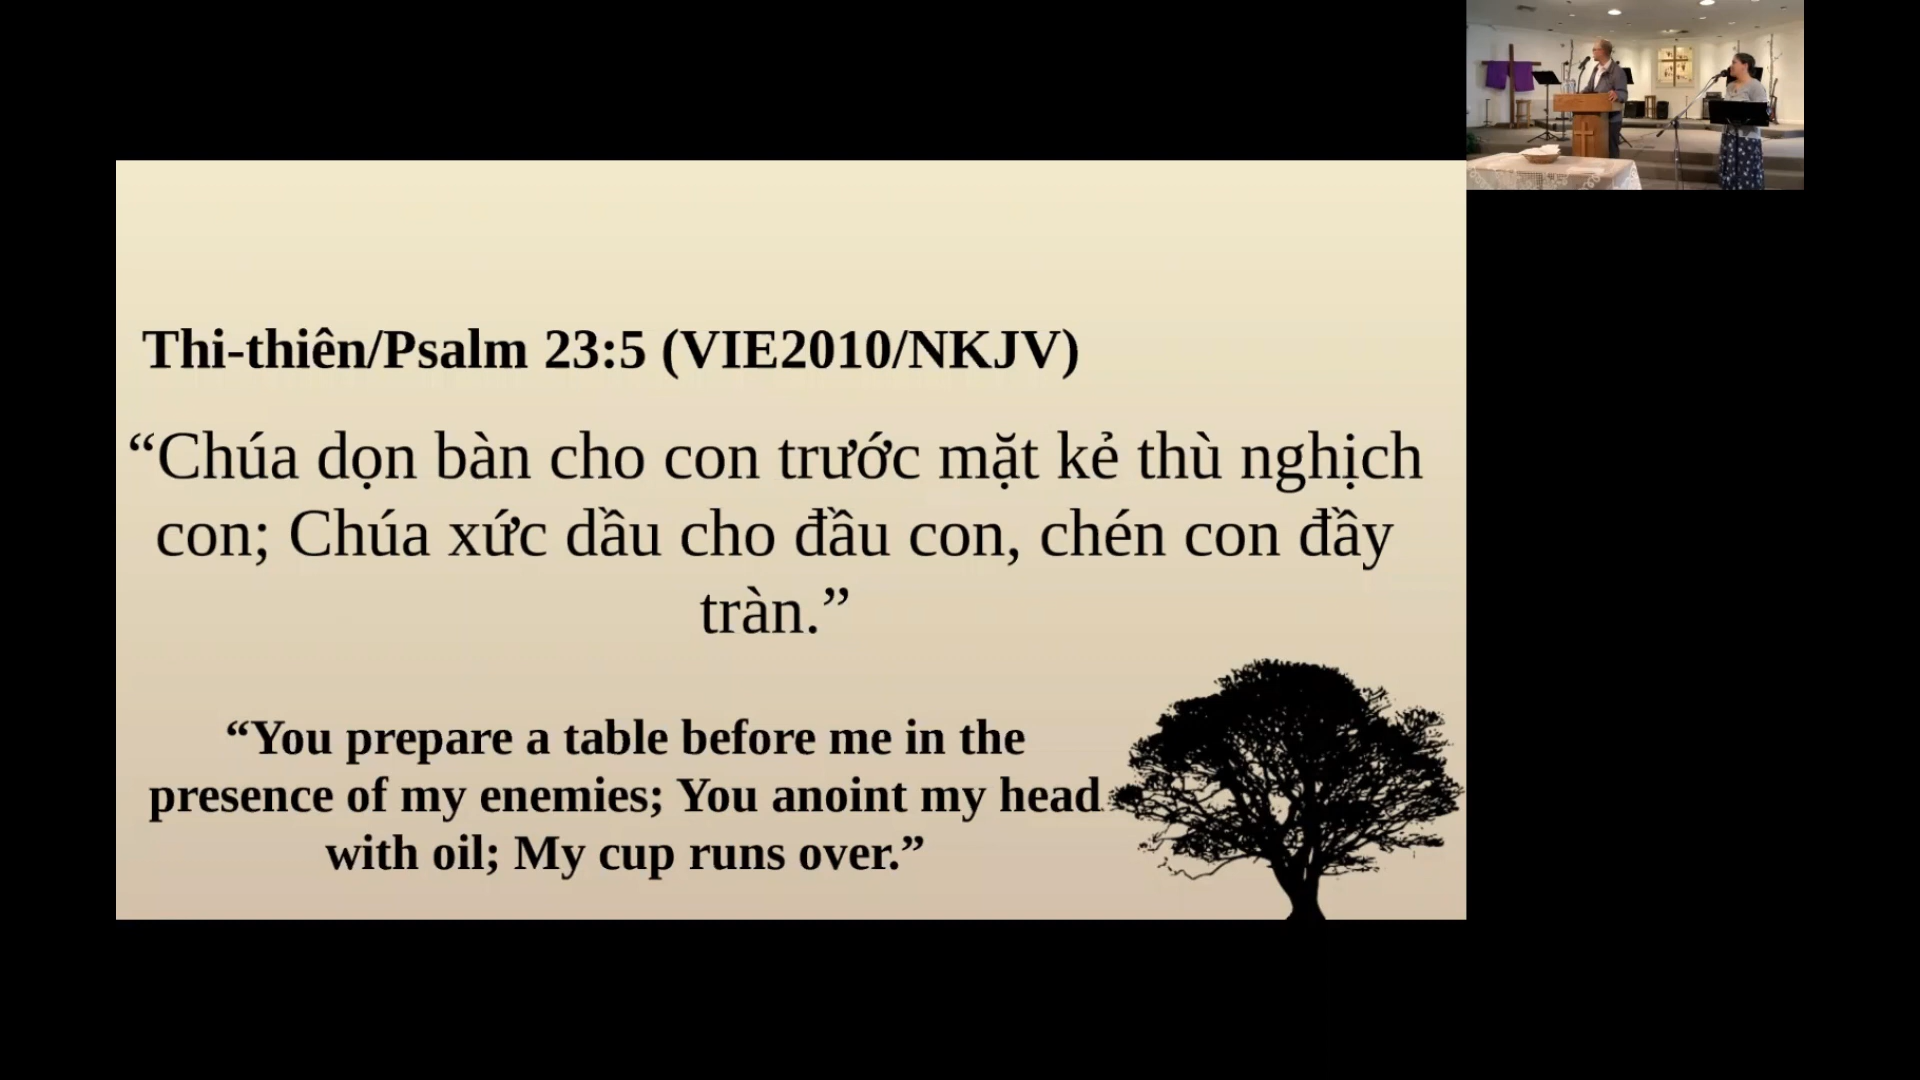 Thi-thiên/Psalm 23:5 (VIE2010/NKJV)
“Chúa dọn bàn cho con trước mặt kẻ thù nghịch
con; Chúa xức dầu cho đầu con, chén con đầy
tràn.”
“You prepare a table before me in the
presence of my enemies; You anoint my head
with oil; My cup runs over.”